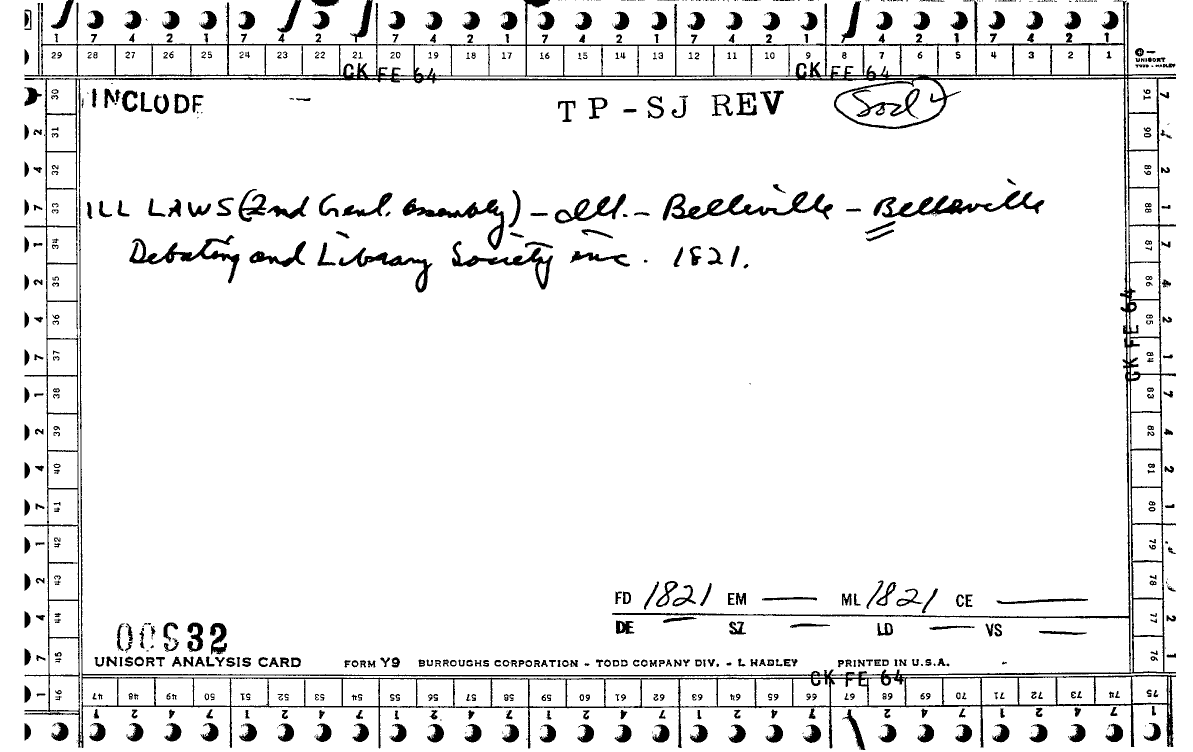 1 7 4 2 1 7 4 2 1 7 4 2 1 7 4 2 1 7 4 2 1 7 4 2 1 7 4 2 1
29 28 27 26 25 24 23 22 21 20 19 18 17 16 15 14 13 12 11 10 9 8 7 6 5 4 3 2 1
UNISORT
TODD - HADLEY
CK FE 64 CK FE 64
INCLODE — TP-SJ REV Socl
ILL LAWS (2nd Genl. Assembly) - Ill. - Belleville - Belleville
Debating and Library Society inc. 1821.
30 31 32 33 34 35 36 37 38 39 40 41 42 43 44 45 46
91 90 89 88 87 86 85 84 83 82 81 80 79 78 77 76 75
CK FE 64
FD 1821 EM — ML 1821 CE —
DE — SZ — LD — VS —
UNISORT ANALYSIS CARD FORM Y9 BURROUGHS CORPORATION - TODD COMPANY DIV. - L HADLEY PRINTED IN U.S.A.
CK FE 64
47 48 49 50 51 52 53 54 55 56 57 58 59 60 61 62 63 64 65 66 67 68 69 70 71 72 73 74 75